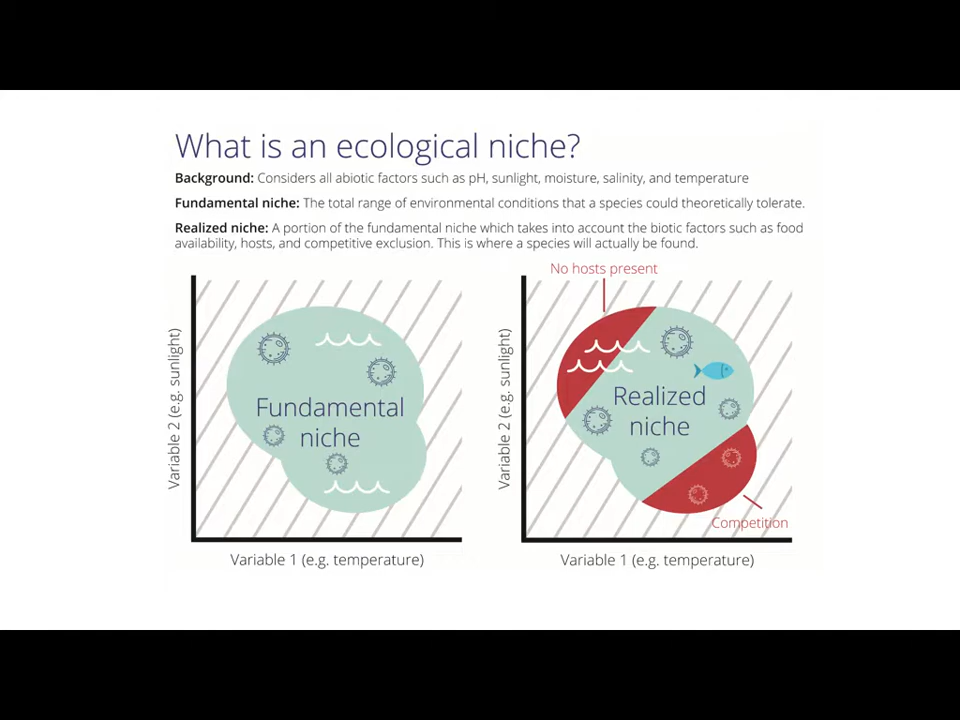 What is an ecological niche?
Background: Considers all abiotic factors such as pH, sunlight, moisture, salinity, and temperature
Fundamental niche: The total range of environmental conditions that a species could theoretically tolerate.
Realized niche: A portion of the fundamental niche which takes into account the biotic factors such as food
availability, hosts, and competitive exclusion. This is where a species will actually be found.
Variable 2 (e.g. sunlight)
Fundamental
niche
Variable 1 (e.g. temperature)
No hosts present
Variable 2 (e.g. sunlight)
Realized
niche
Competition
Variable 1 (e.g. temperature)